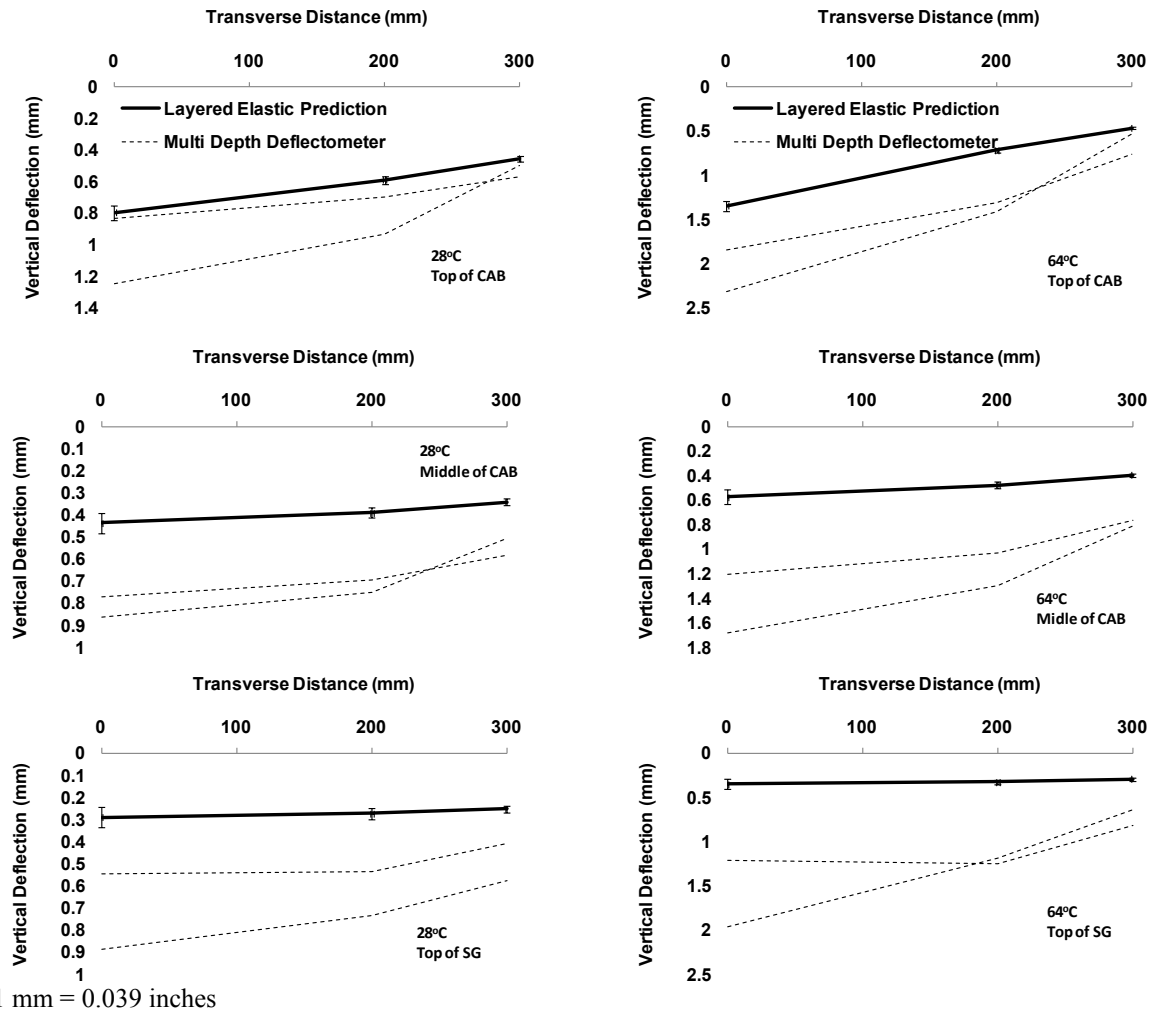 Transverse Distance (mm)
0 100 200 300
Vertical Deflection (mm)
0
0.2
0.4
0.6
0.8
1
1.2
1.4
Layered Elastic Prediction
Multi Depth Deflectometer
28°C
Top of CAB
Transverse Distance (mm)
0 100 200 300
Vertical Deflection (mm)
0
0.5
1
1.5
2
2.5
Layered Elastic Prediction
Multi Depth Deflectometer
64°C
Top of CAB
Transverse Distance (mm)
0 100 200 300
Vertical Deflection (mm)
0
0.1
0.2
0.3
0.4
0.5
0.6
0.7
0.8
0.9
1
28°C
Middle of CAB
Transverse Distance (mm)
0 100 200 300
Vertical Deflection (mm)
0
0.2
0.4
0.6
0.8
1
1.2
1.4
1.6
1.8
64°C
Midle of CAB
Transverse Distance (mm)
0 100 200 300
Vertical Deflection (mm)
0
0.1
0.2
0.3
0.4
0.5
0.6
0.7
0.8
0.9
1
28°C
Top of SG
Transverse Distance (mm)
0 100 200 300
Vertical Deflection (mm)
0
0.5
1
1.5
2
2.5
64°C
Top of SG
1 mm = 0.039 inches